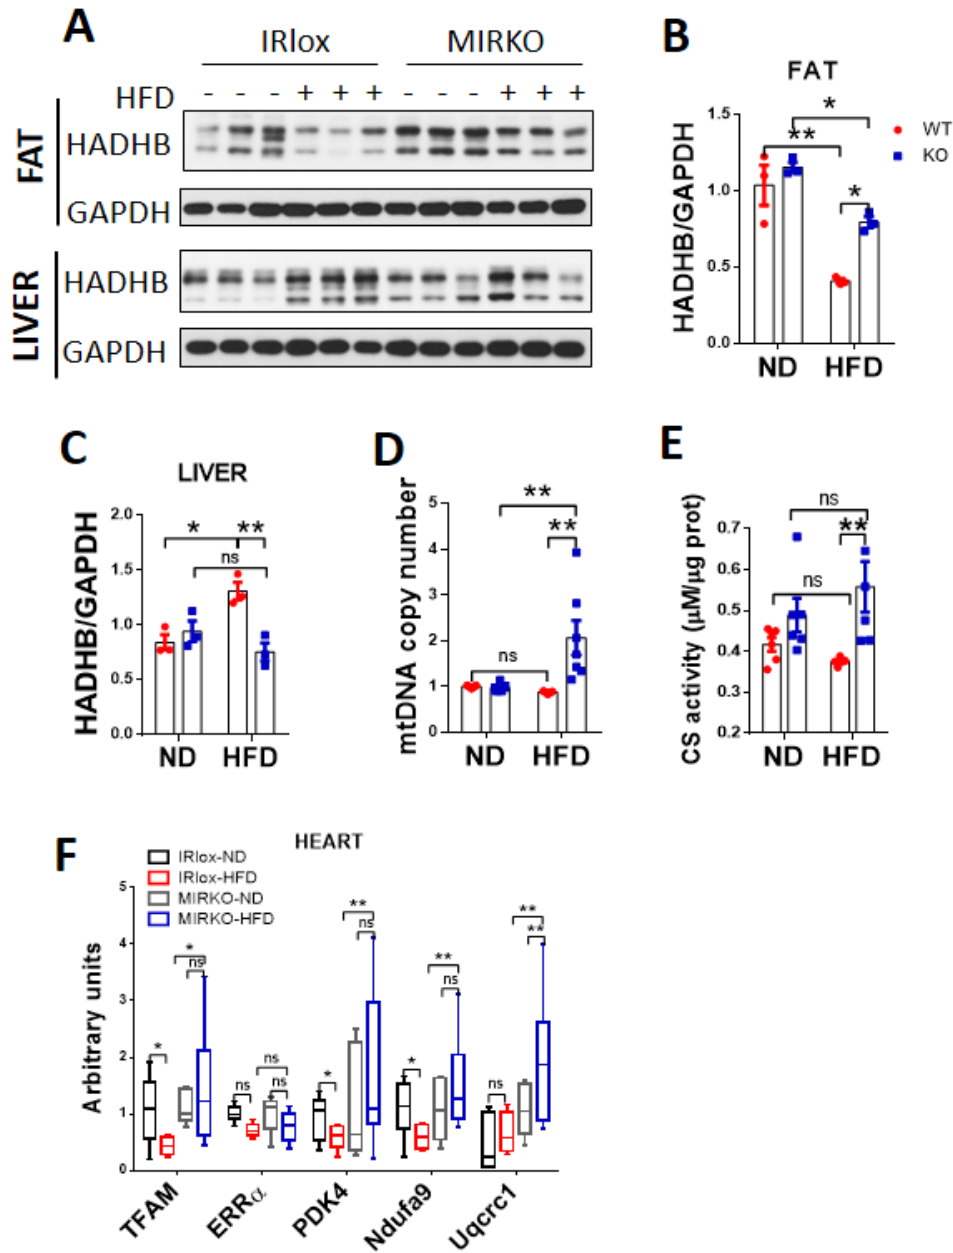 A
IRlox MIRKO
HFD - - - + + + - - - + + +
FAT
HADHB
GAPDH
LIVER
HADHB
GAPDH
B
FAT
HADHB/GAPDH
1.5
1.0
0.5
0.0
* 
**
*
WT
KO
ND HFD
C
LIVER
HADHB/GAPDH
2.0
1.5
1.0
0.5
0.0
* **
ns
ND HFD
D
mtDNA copy number
5
4
3
2
1
0
**
**
ns
ND HFD
E
CS activity (µM/µg prot)
0.7
0.6
0.5
0.4
0.3
0.2
ns
**
ns
ND HFD
F
HEART
IRlox-ND
IRlox-HFD
MIRKO-ND
MIRKO-HFD
Arbitrary units
5
4
3
2
1
0
* * ns
ns ns ns
* ** ns
* ** ns
ns ** **
TFAM ERRα PDK4 Ndufa9 Uqcrc1